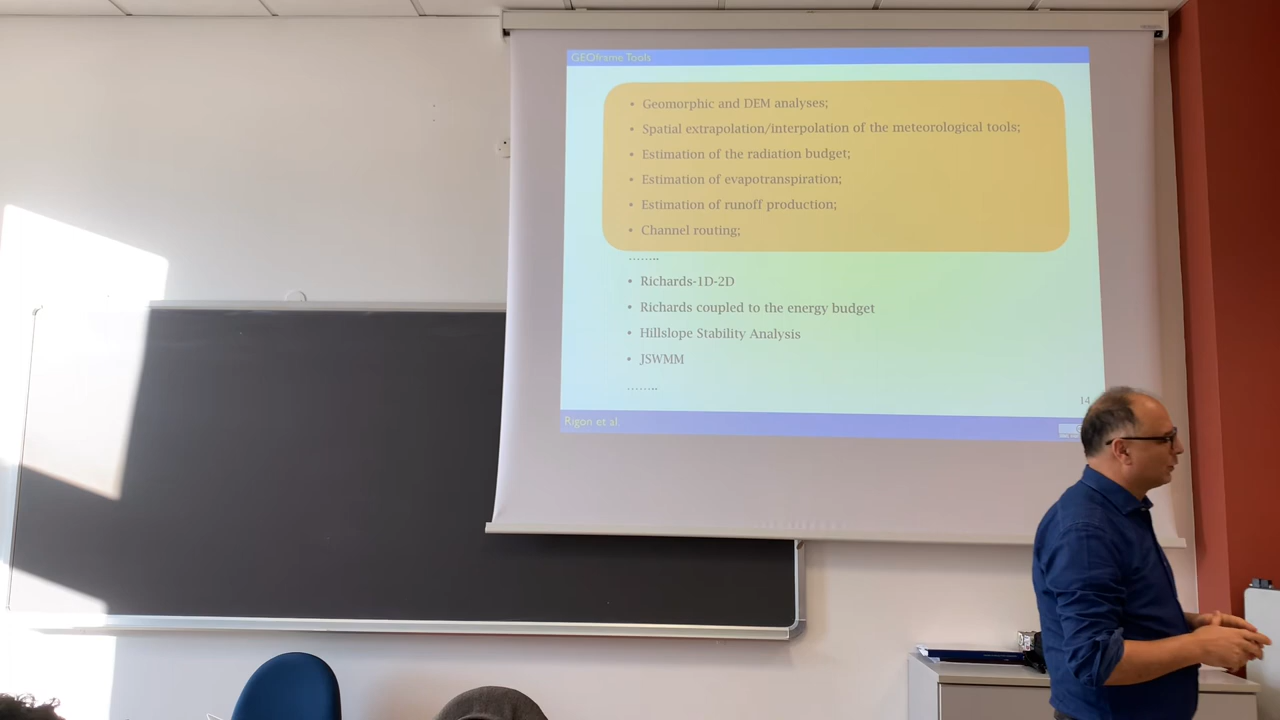 GEOframe Tools
• Geomorphic and DEM analyses;
• Spatial extrapolation/interpolation of the meteorological tools;
• Estimation of the radiation budget;
• Estimation of evapotranspiration;
• Estimation of runoff production;
• Channel routing;
........
• Richards-1D-2D
• Richards coupled to the energy budget
• Hillslope Stability Analysis
• JSWMM
........
14
Rigon et al.